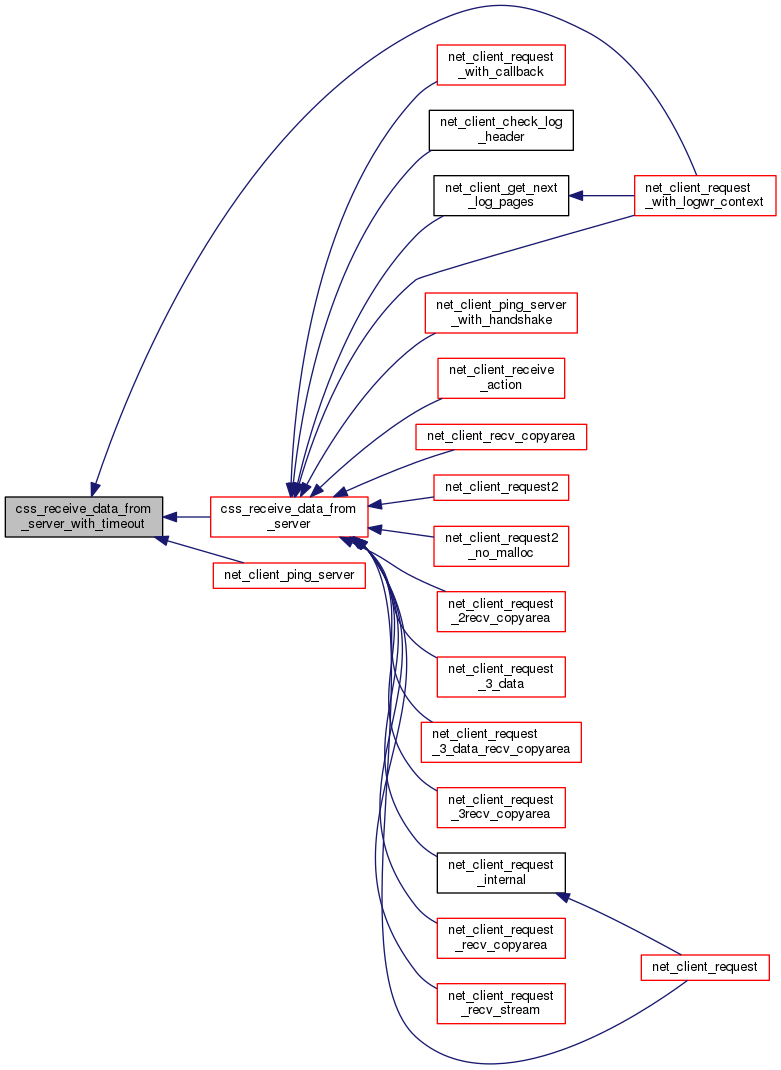 net_client_request
_with_callback
net_client_check_log
_header
net_client_get_next
_log_pages
net_client_request
_with_logwr_context
net_client_ping_server
_with_handshake
net_client_receive
_action
net_client_recv_copyarea
net_client_request2
css_receive_data_from
_server_with_timeout
css_receive_data_from
_server
net_client_request2
_no_malloc
net_client_ping_server
net_client_request
_2recv_copyarea
net_client_request
_3_data
net_client_request
_3_data_recv_copyarea
net_client_request
_3recv_copyarea
net_client_request
_internal
net_client_request
_recv_copyarea
net_client_request
net_client_request
_recv_stream